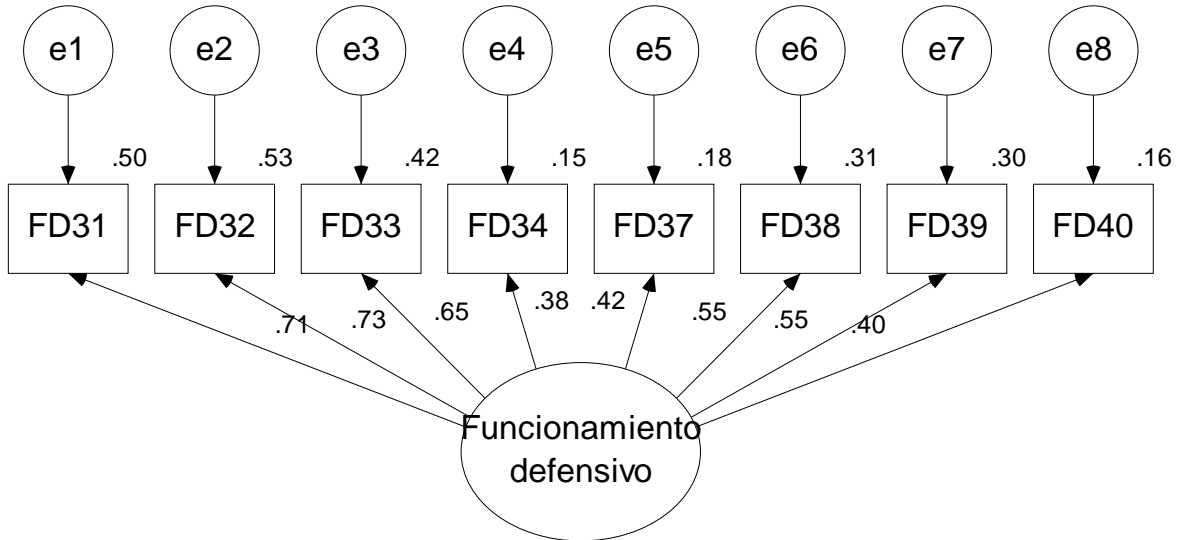 e1 e2 e3 e4 e5 e6 e7 e8
.50 .53 .42 .15 .18 .31 .30 .16
FD31 FD32 FD33 FD34 FD37 FD38 FD39 FD40
.71 .73 .65 .38 .42 .55 .55 .40
Funcionamiento
defensivo